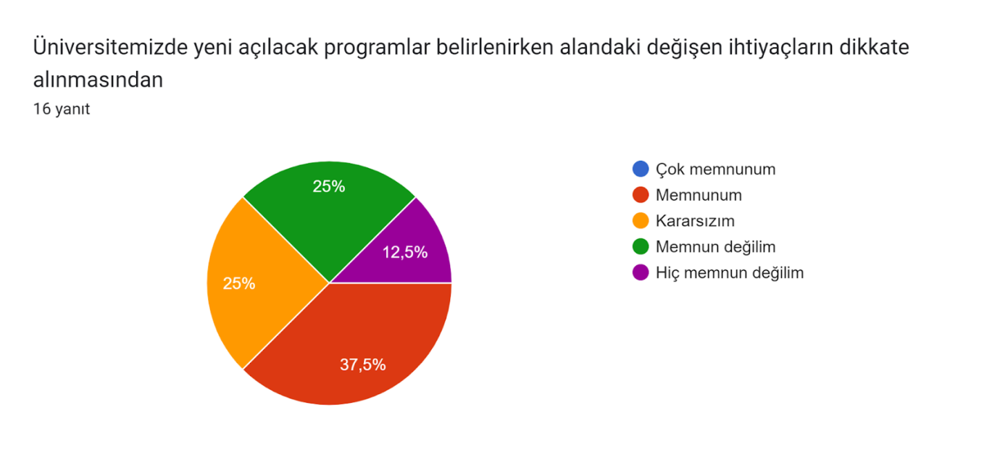 Üniversitemizde yeni açılacak programlar belirlenirken alandaki değişen ihtiyaçların dikkate
alınmasından
16 yanıt
25%
12,5%
25%
37,5%
Çok memnunum
Memnunum
Kararsızım
Memnun değilim
Hiç memnun değilim